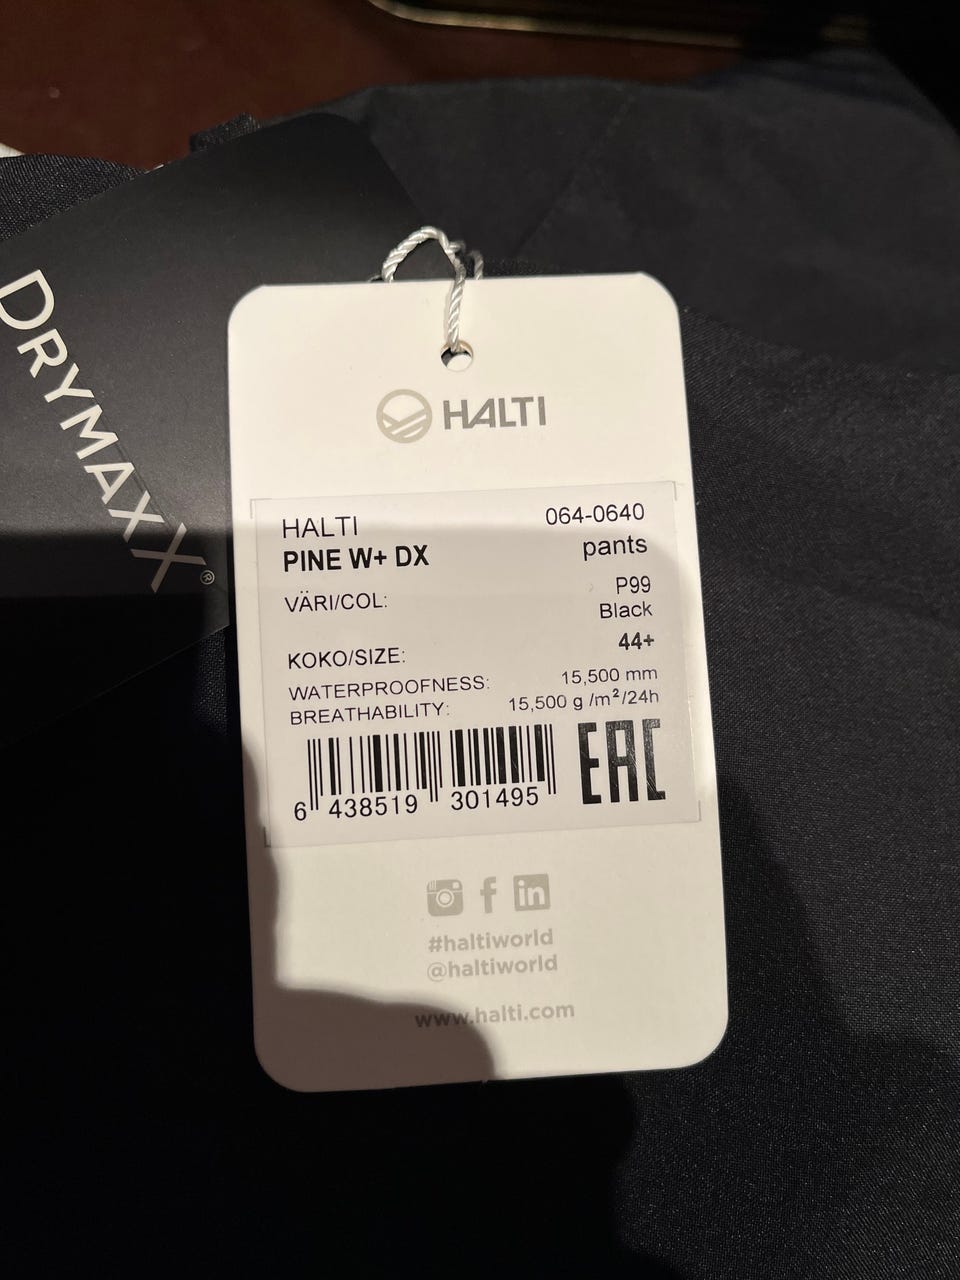 DRYMAXX®
HALTI
HALTI 064-0640
PINE W+ DX pants
VÄRI/COL: P99
Black
KOKO/SIZE: 44+
WATERPROOFNESS: 15,500 mm
BREATHABILITY: 15,500 g /m²/24h
6 438519 301495
EAC
f in
#haltiworld
@haltiworld
www.halti.com